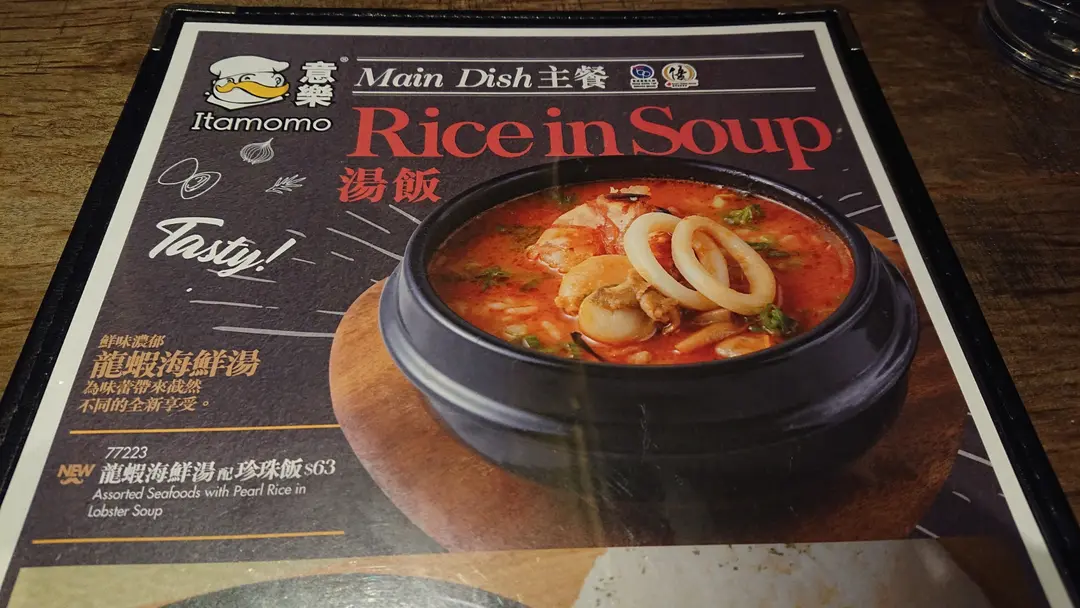 意樂
®
Itamomo
Main Dish 主餐
Rice in Soup
湯飯
Tasty!
鮮味濃郁
龍蝦海鮮湯
為味蕾帶來截然
不同的全新享受。
77223
NEW 龍蝦海鮮湯配珍珠飯 $63
Assorted Seafoods with Pearl Rice in
Lobster Soup